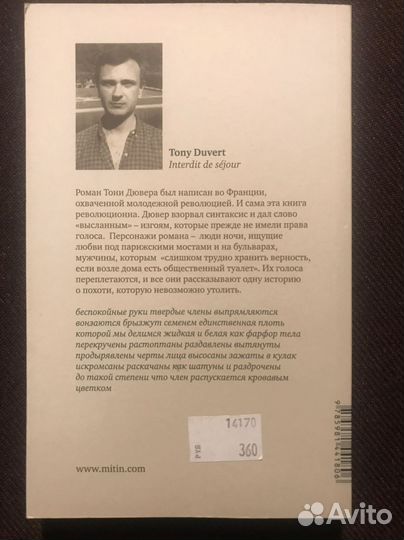 Tony Duvert
Interdit de séjour
Роман Тони Дювера был написан во Франции,
охваченной молодежной революцией. И сама эта книга
революционна. Дювер взорвал синтаксис и дал слово
«высланным» – изгоям, которые прежде не имели права
голоса. Персонажи романа – люди ночи, ищущие
любви под парижскими мостами и на бульварах,
мужчины, которым «слишком трудно хранить верность,
если возле дома есть общественный туалет». Их голоса
переплетаются, и все они рассказывают одну историю
о похоти, которую невозможно утолить.
беспокойные руки твердые члены выпрямляются
вонзаются брызжут семенем единственная плоть
которой мы делимся жидкая и белая как фарфор тела
перекручены растоптаны раздавлены вытянуты
продырявлены черты лица высосаны зажаты в кулак
искромсаны раскачаны как шатуны и раздрочены
до такой степени что член распускается кровавым
цветком
14170
РУБ 360
www.mitin.com
9785981441806
Avito